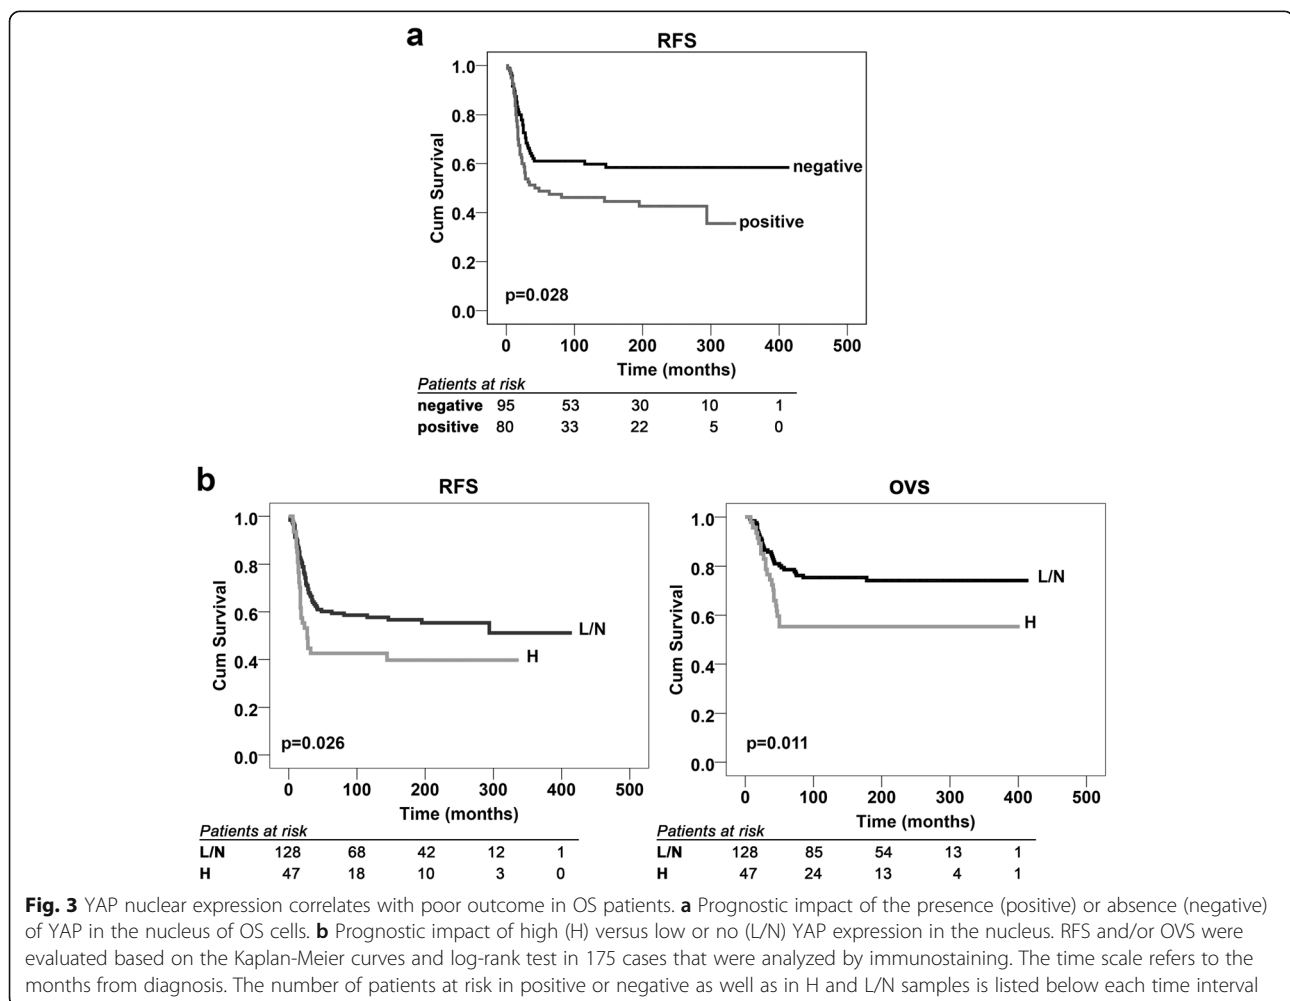 a
RFS
1.0
0.8
0.6
0.4
0.2
0.0
Cum Survival
negative
positive
p=0.028
0 100 200 300 400 500
Time (months)
Patients at risk
negative 95 53 30 10 1
positive 80 33 22 5 0
b
RFS
1.0
0.8
0.6
0.4
0.2
0.0
Cum Survival
L/N
H
p=0.026
0 100 200 300 400 500
Time (months)
Patients at risk
L/N 128 68 42 12 1
H 47 18 10 3 0
OVS
1.0
0.8
0.6
0.4
0.2
0.0
Cum Survival
L/N
H
p=0.011
0 100 200 300 400 500
Time (months)
Patients at risk
L/N 128 85 54 13 1
H 47 24 13 4 1
Fig. 3 YAP nuclear expression correlates with poor outcome in OS patients. a Prognostic impact of the presence (positive) or absence (negative)
of YAP in the nucleus of OS cells. b Prognostic impact of high (H) versus low or no (L/N) YAP expression in the nucleus. RFS and/or OVS were
evaluated based on the Kaplan-Meier curves and log-rank test in 175 cases that were analyzed by immunostaining. The time scale refers to the
months from diagnosis. The number of patients at risk in positive or negative as well as in H and L/N samples is listed below each time interval